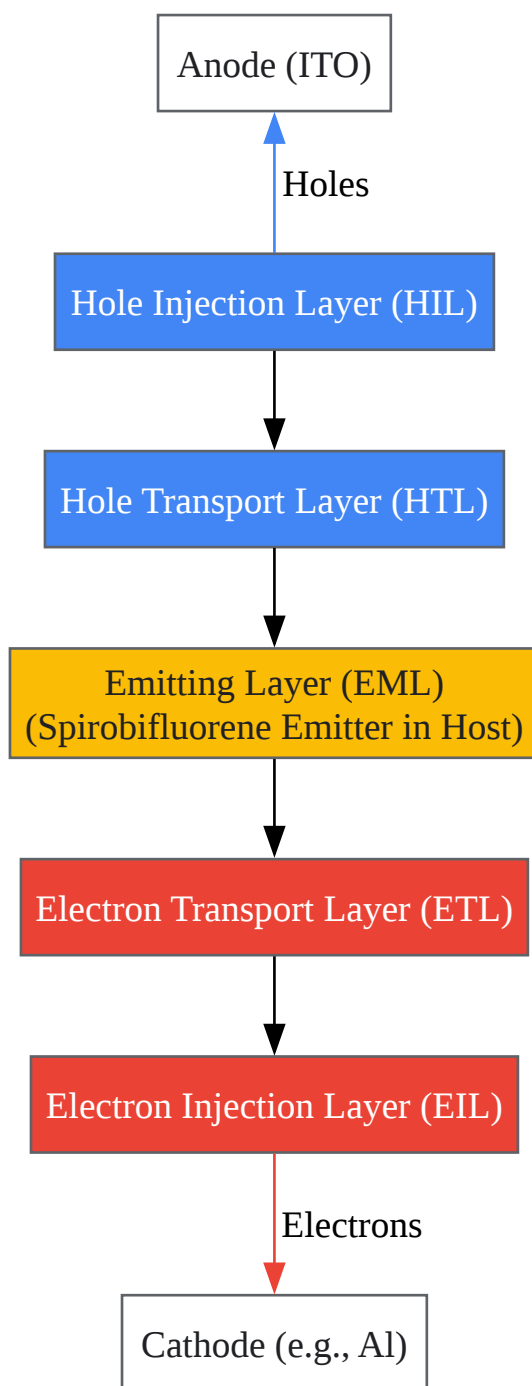 Anode (ITO)
Holes
Hole Injection Layer (HIL)
Hole Transport Layer (HTL)
Emitting Layer (EML)
(Spirobifluorene Emitter in Host)
Electron Transport Layer (ETL)
Electron Injection Layer (EIL)
Electrons
Cathode (e.g., Al)